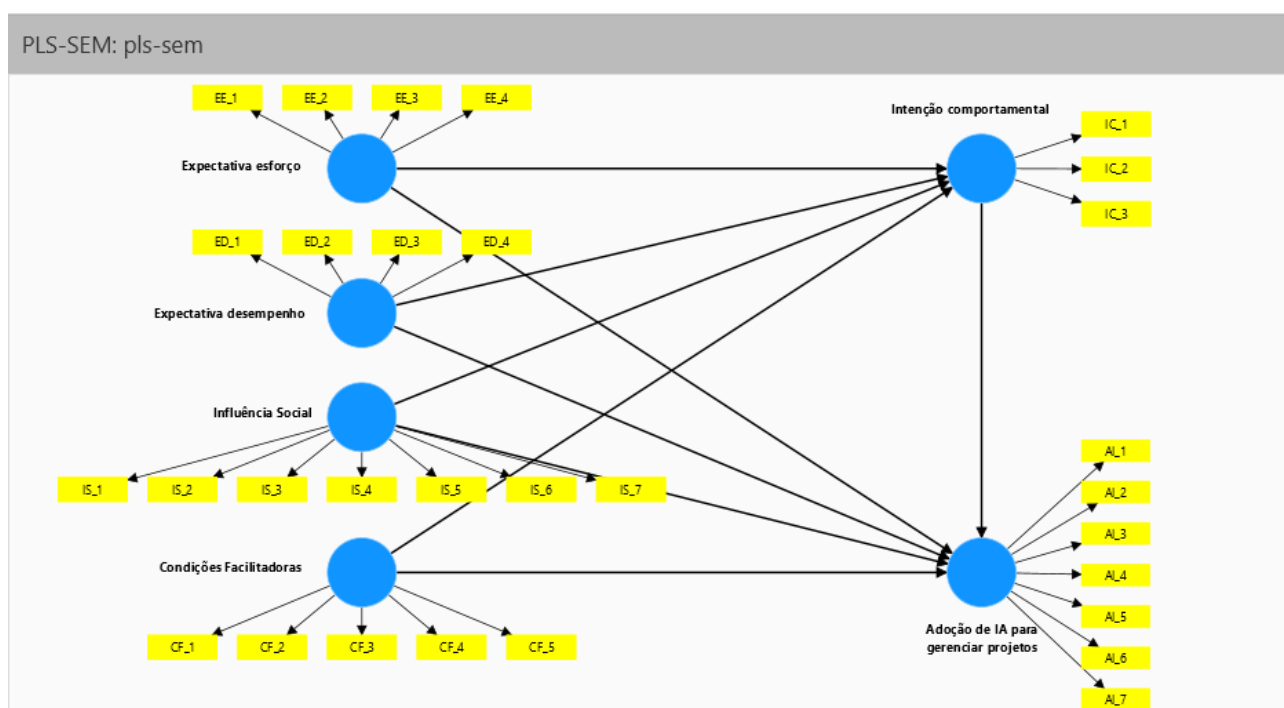 PLS-SEM: pls-sem
EE_1 EE_2 EE_3 EE_4
Expectativa esforço
ED_1 ED_2 ED_3 ED_4
Expectativa desempenho
Influência Social
IS_1 IS_2 IS_3 IS_4 IS_5 IS_6 IS_7
Condições Facilitadoras
CF_1 CF_2 CF_3 CF_4 CF_5
Intenção comportamental
IC_1
IC_2
IC_3
AI_1
AI_2
AI_3
AI_4
AI_5
AI_6
AI_7
Adoção de IA para
gerenciar projetos